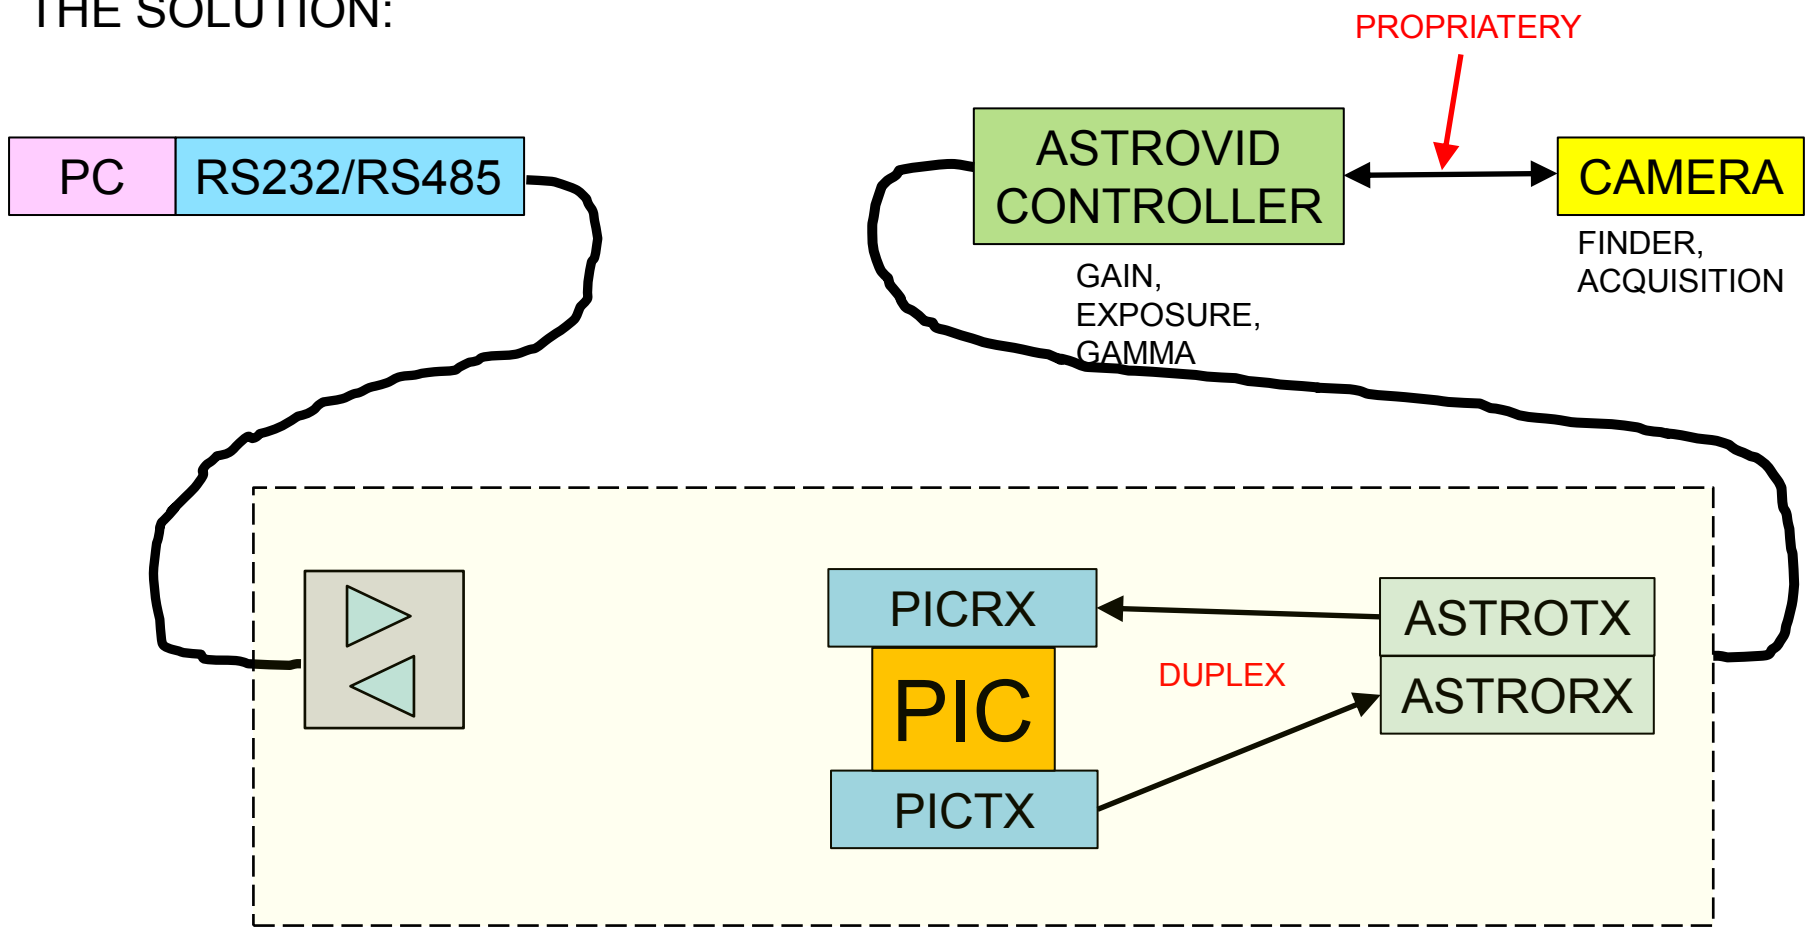 THE SOLUTION:
PROPRIATERY
PC
RS232/RS485
ASTROVID
CONTROLLER
CAMERA
FINDER,
ACQUISITION
GAIN,
EXPOSURE,
GAMMA
PICRX
PIC
PICTX
DUPLEX
ASTROTX
ASTRORX